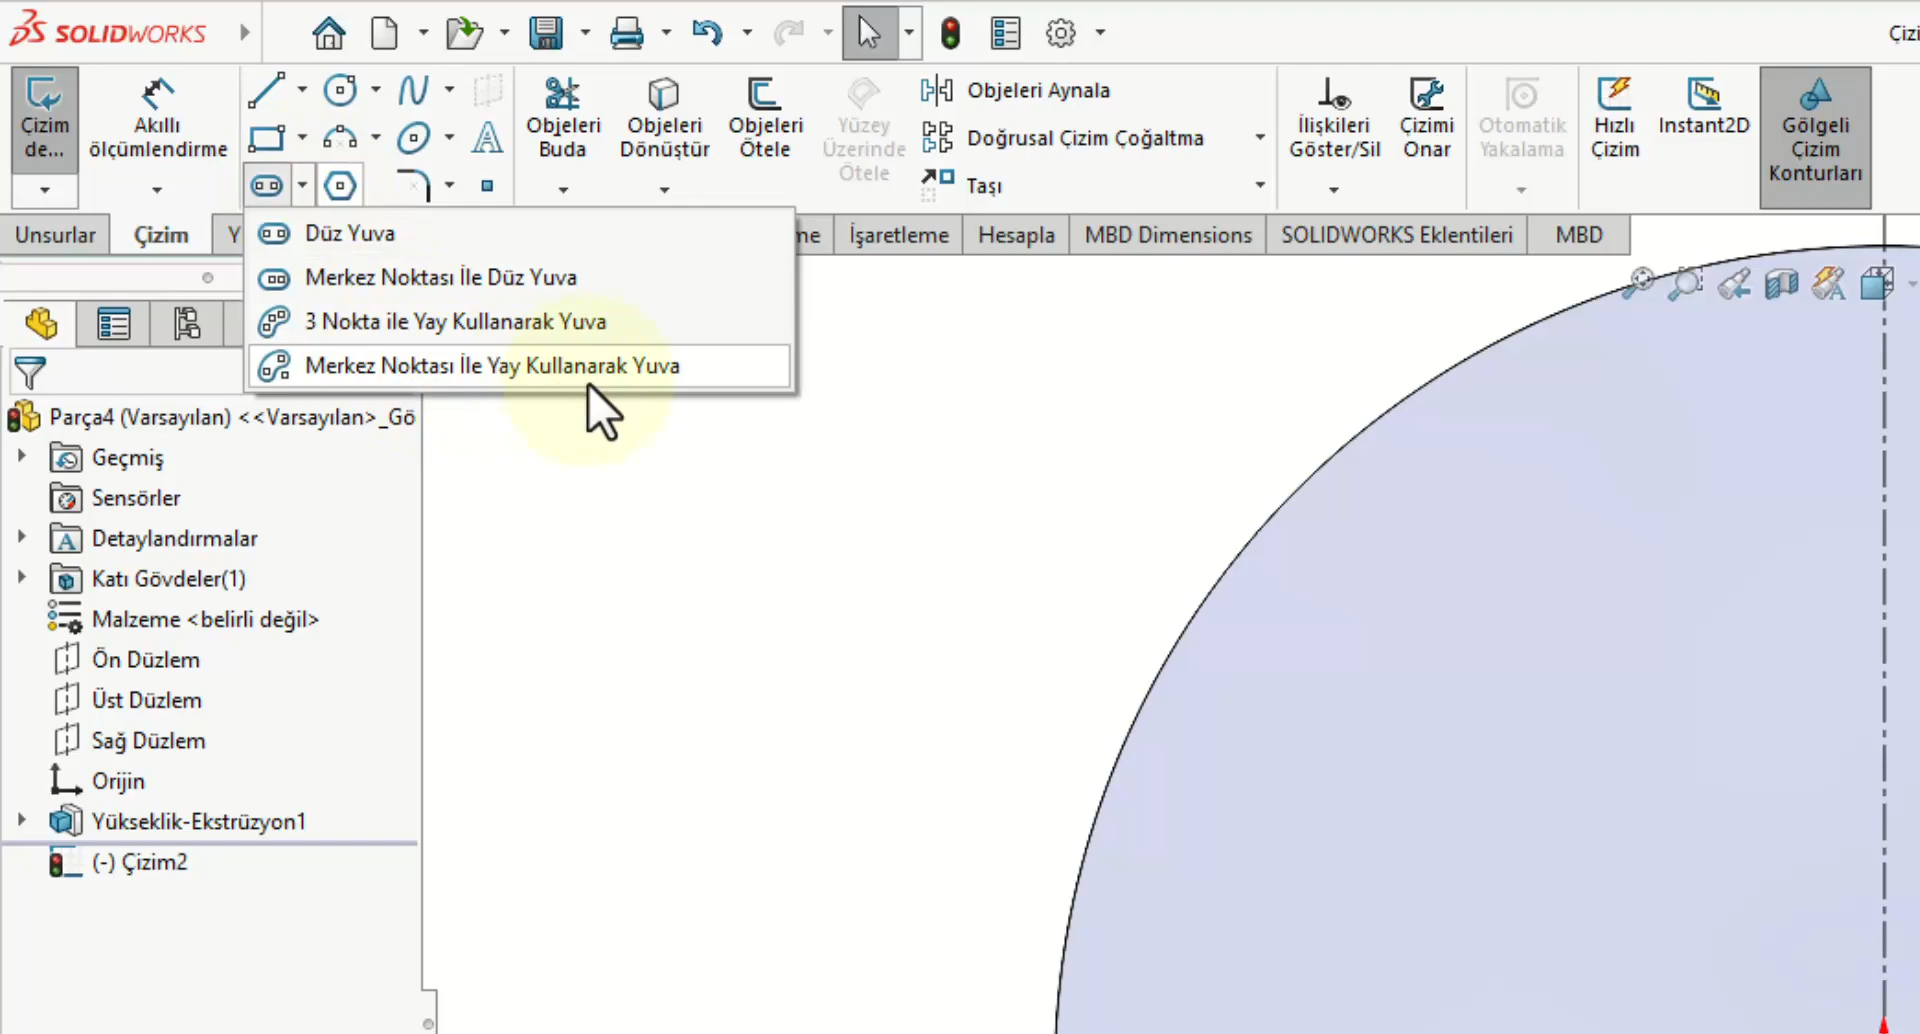 SOLIDWORKS
Çizi
Çizim
de...
Akıllı
ölçümlendirme
Objeleri
Buda
Objeleri
Dönüştür
Objeleri
Ötele
Yüzey
Üzerinde
Ötele
Objeleri Aynala
Doğrusal Çizim Çoğaltma
Taşı
İlişkileri
Göster/Sil
Çizimi
Onar
Otomatik
Yakalama
Hızlı
Çizim
Instant2D
Gölgeli
Çizim
Konturları
Unsurlar
Çizim
Y
me
İşaretleme
Hesapla
MBD Dimensions
SOLIDWORKS Eklentileri
MBD
Düz Yuva
Merkez Noktası İle Düz Yuva
3 Nokta ile Yay Kullanarak Yuva
Merkez Noktası İle Yay Kullanarak Yuva
Parça4 (Varsayılan) <<Varsayılan>_Gö
Geçmiş
Sensörler
Detaylandırmalar
Katı Gövdeler(1)
Malzeme <belirli değil>
Ön Düzlem
Üst Düzlem
Sağ Düzlem
Orijin
Yükseklik-Ekstrüzyon1
(-) Çizim2